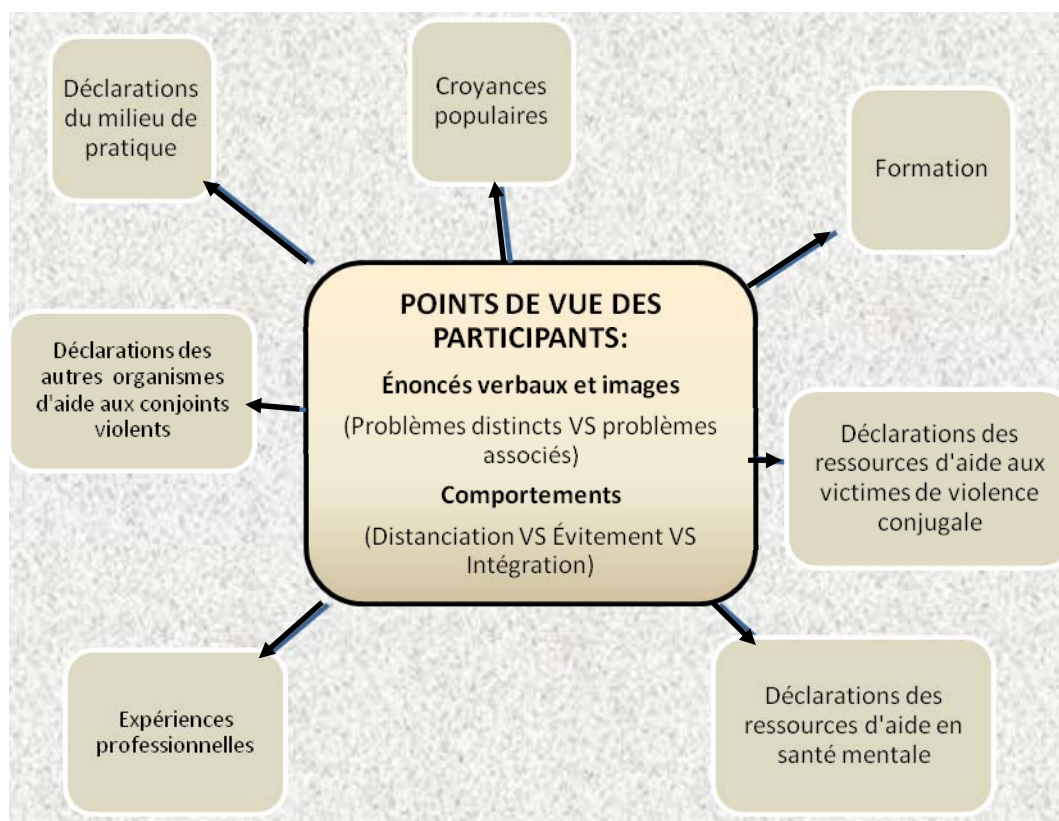 Déclarations
du milieu de
pratique
Croyances
populaires
Formation
POINTS DE VUE DES
PARTICIPANTS:
Énoncés verbaux et images
(Problèmes distincts VS problèmes
associés)
Comportements
(Distanciation VS Évitement VS
Intégration)
Déclarations des
autres organismes
d'aide aux conjoints
violents
Déclarations des
ressources d'aide aux
victimes de violence
conjugale
Expériences
professionnelles
Déclarations des
ressources d'aide en
santé mentale